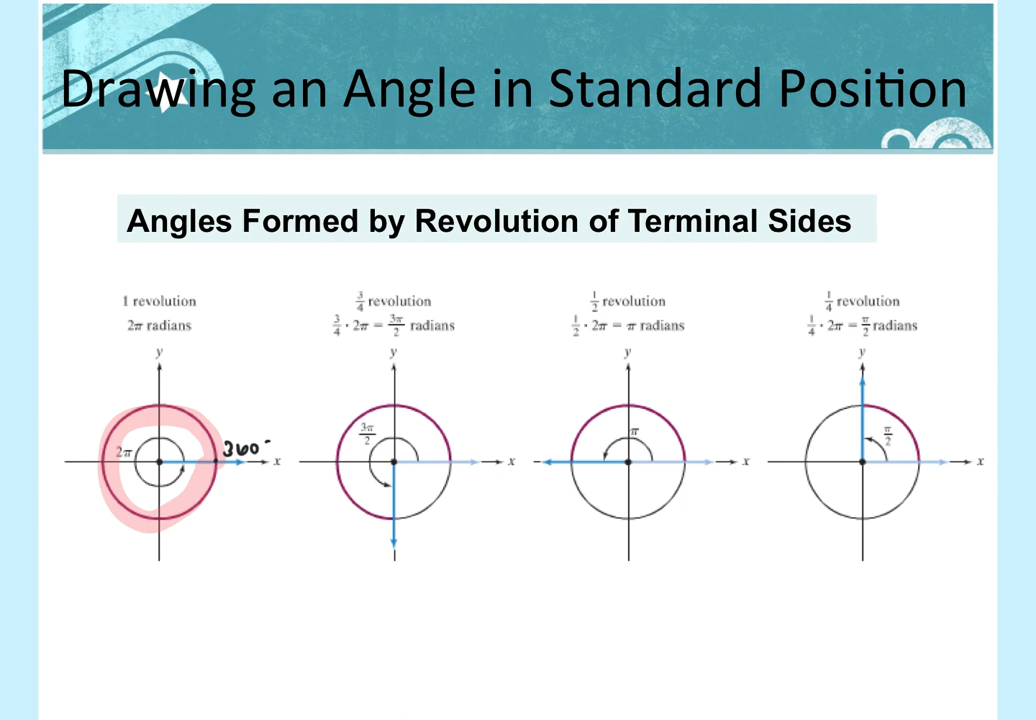 Drawing an Angle in Standard Position
Angles Formed by Revolution of Terminal Sides
1 revolution
2π radians
y
2π
360°
x
3/4 revolution
3/4 · 2π = 3π/2 radians
y
3π/2
x
1/2 revolution
1/2 · 2π = π radians
y
π
x
1/4 revolution
1/4 · 2π = π/2 radians
y
π/2
x